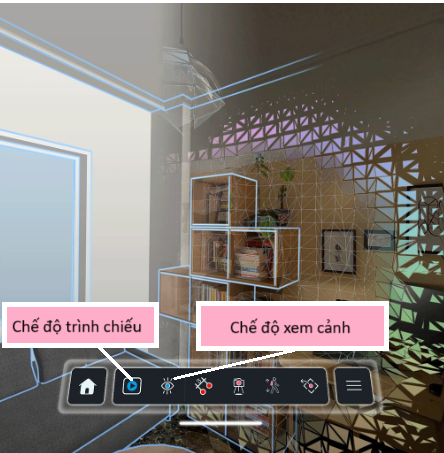 Chế độ trình chiếu
Chế độ xem cảnh